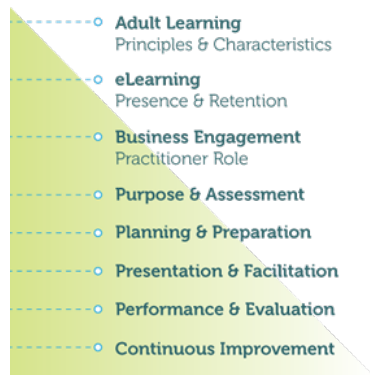 Adult Learning
Principles & Characteristics
eLearning
Presence & Retention
Business Engagement
Practitioner Role
Purpose & Assessment
Planning & Preparation
Presentation & Facilitation
Performance & Evaluation
Continuous Improvement